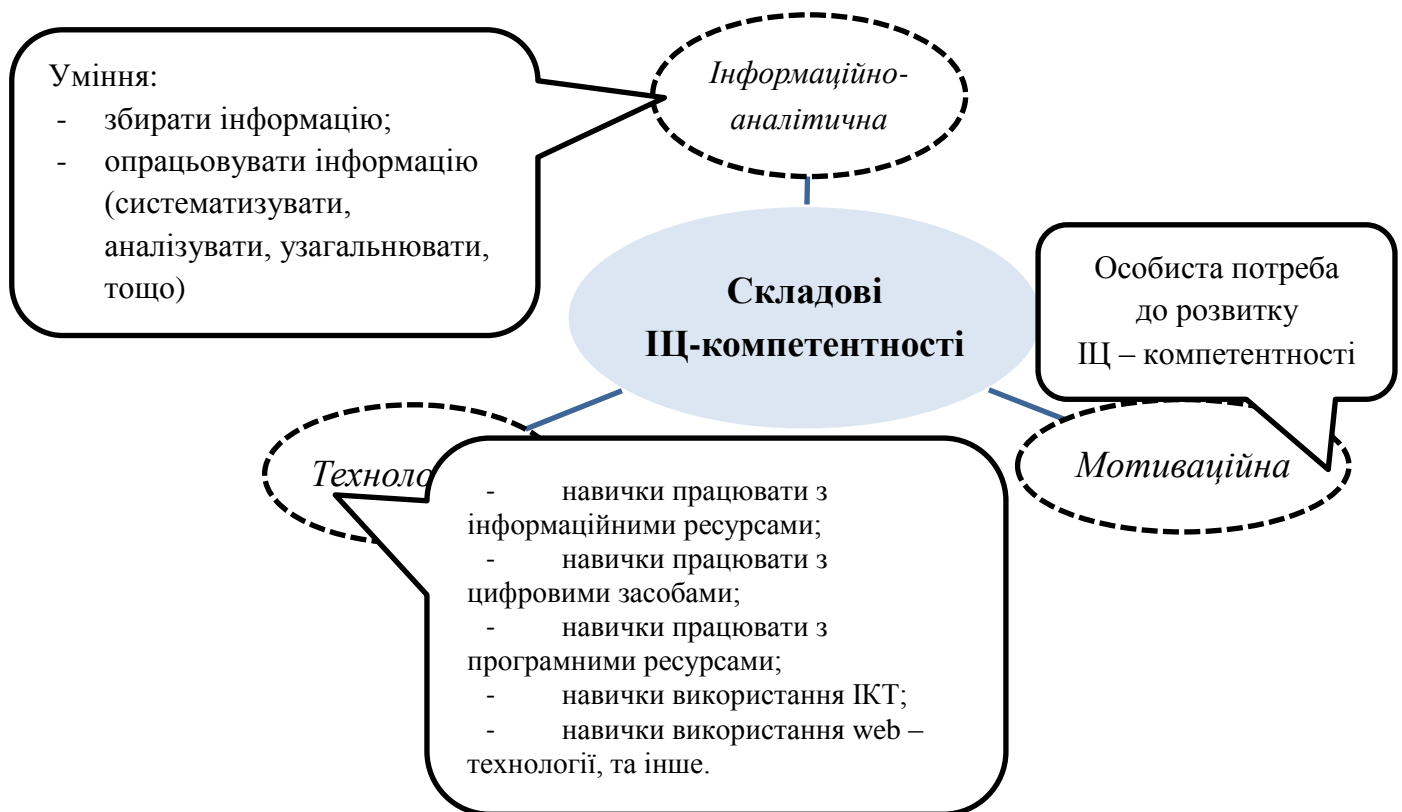 Уміння:
- збирати інформацію;
- опрацьовувати інформацію
(систематизувати,
аналізувати, узагальнювати,
тощо)
Інформаційно-
аналітична
Складові
ІЩ-компетентності
Особиста потреба
до розвитку
ІЩ – компетентності
Техноло
Мотиваційна
- навички працювати з
інформаційними ресурсами;
- навички працювати з
цифровими засобами;
- навички працювати з
програмними ресурсами;
- навички використання ІКТ;
- навички використання web –
технології, та інше.